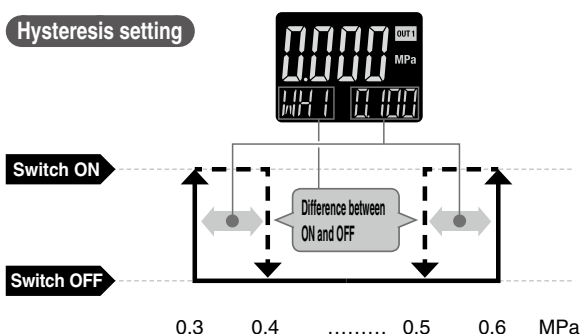 Hysteresis setting
0.000
OUT1
MPa
WH1 0.100
Switch ON
Difference between
ON and OFF
Switch OFF
0.3 0.4 ......... 0.5 0.6 MPa